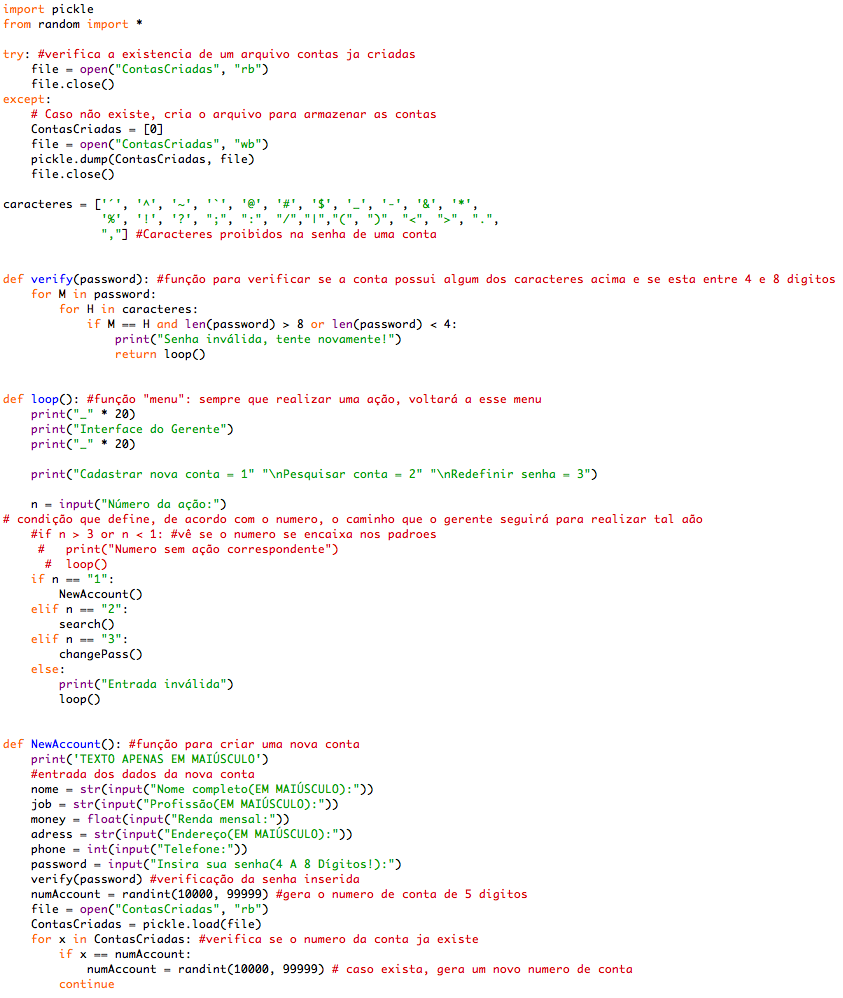 import pickle
from random import *

try: #verifica a existencia de um arquivo contas ja criadas
    file = open("ContasCriadas", "rb")
    file.close()
except:
    # Caso não existe, cria o arquivo para armazenar as contas
    ContasCriadas = [0]
    file = open("ContasCriadas", "wb")
    pickle.dump(ContasCriadas, file)
    file.close()

caracteres = ['´', '^', '~', '`', '@', '#', '$', '_', '-', '&', '*',
              '%', '!', '?', ";", ":", "/","|","(", ")", "<", ">", ".",
              ","] #Caracteres proibidos na senha de uma conta


def verify(password): #função para verificar se a conta possui algum dos caracteres acima e se esta entre 4 e 8 digitos
    for M in password:
        for H in caracteres:
            if M == H and len(password) > 8 or len(password) < 4:
                print("Senha inválida, tente novamente!")
                return loop()


def loop(): #função "menu": sempre que realizar uma ação, voltará a esse menu
    print("_" * 20)
    print("Interface do Gerente")
    print("_" * 20)

    print("Cadastrar nova conta = 1" "\nPesquisar conta = 2" "\nRedefinir senha = 3")

    n = input("Número da ação:")
# condição que define, de acordo com o numero, o caminho que o gerente seguirá para realizar tal aão
    #if n > 3 or n < 1: #vê se o numero se encaixa nos padroes
     #   print("Numero sem ação correspondente")
      #  loop()
    if n == "1":
        NewAccount()
    elif n == "2":
        search()
    elif n == "3":
        changePass()
    else:
        print("Entrada inválida")
        loop()


def NewAccount(): #função para criar uma nova conta
    print('TEXTO APENAS EM MAIÚSCULO')
    #entrada dos dados da nova conta
    nome = str(input("Nome completo(EM MAIÚSCULO):"))
    job = str(input("Profissão(EM MAIÚSCULO):"))
    money = float(input("Renda mensal:"))
    adress = str(input("Endereço(EM MAIÚSCULO):"))
    phone = int(input("Telefone:"))
    password = input("Insira sua senha(4 A 8 Dígitos!):")
    verify(password) #verificação da senha inserida
    numAccount = randint(10000, 99999) #gera o numero de conta de 5 digitos
    file = open("ContasCriadas", "rb")
    ContasCriadas = pickle.load(file)
    for x in ContasCriadas: #verifica se o numero da conta ja existe
        if x == numAccount:
            numAccount = randint(10000, 99999) # caso exista, gera um novo numero de conta
        continue